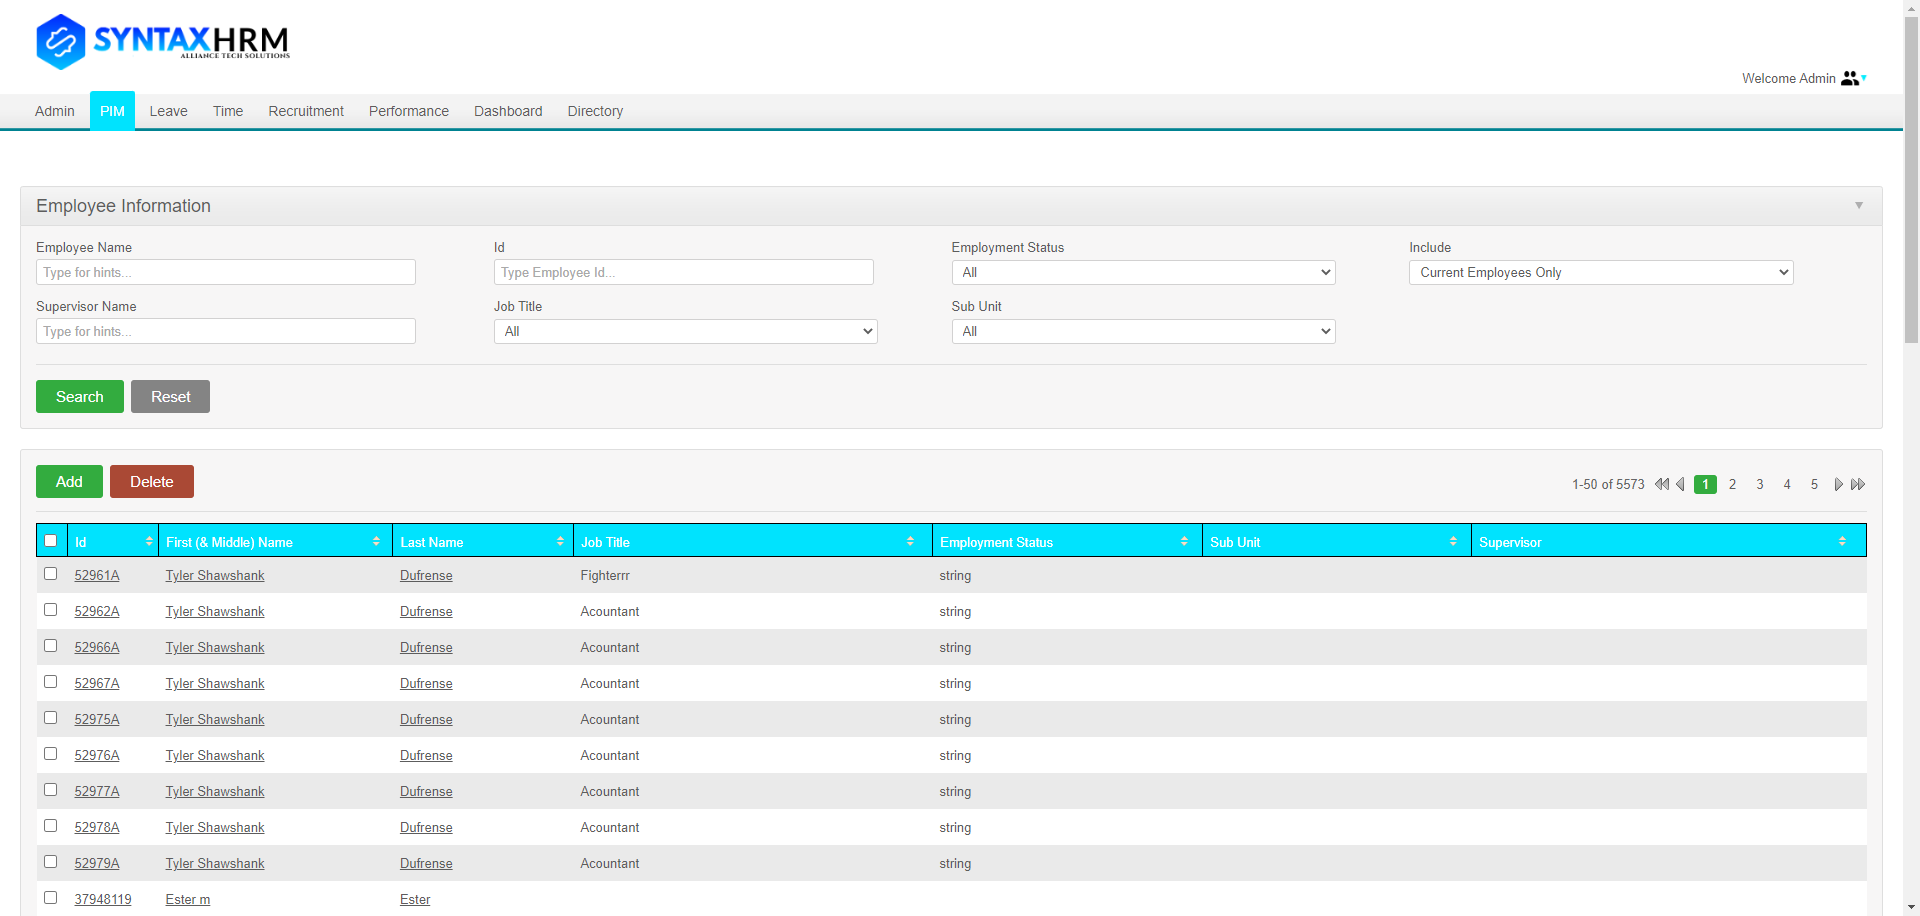 SYNTAXHRM
ALLIANCE TECH SOLUTIONS
Welcome Admin
Admin PIM Leave Time Recruitment Performance Dashboard Directory
Employee Information
Employee Name Id Employment Status Include
Type for hints... Type Employee Id... All Current Employees Only
Supervisor Name Job Title Sub Unit
Type for hints... All All
Search Reset
Add Delete 1-50 of 5573 1 2 3 4 5
Id First (& Middle) Name Last Name Job Title Employment Status Sub Unit Supervisor
52961A Tyler Shawshank Dufrense Fighterrr string
52962A Tyler Shawshank Dufrense Acountant string
52966A Tyler Shawshank Dufrense Acountant string
52967A Tyler Shawshank Dufrense Acountant string
52975A Tyler Shawshank Dufrense Acountant string
52976A Tyler Shawshank Dufrense Acountant string
52977A Tyler Shawshank Dufrense Acountant string
52978A Tyler Shawshank Dufrense Acountant string
52979A Tyler Shawshank Dufrense Acountant string
37948119 Ester m Ester